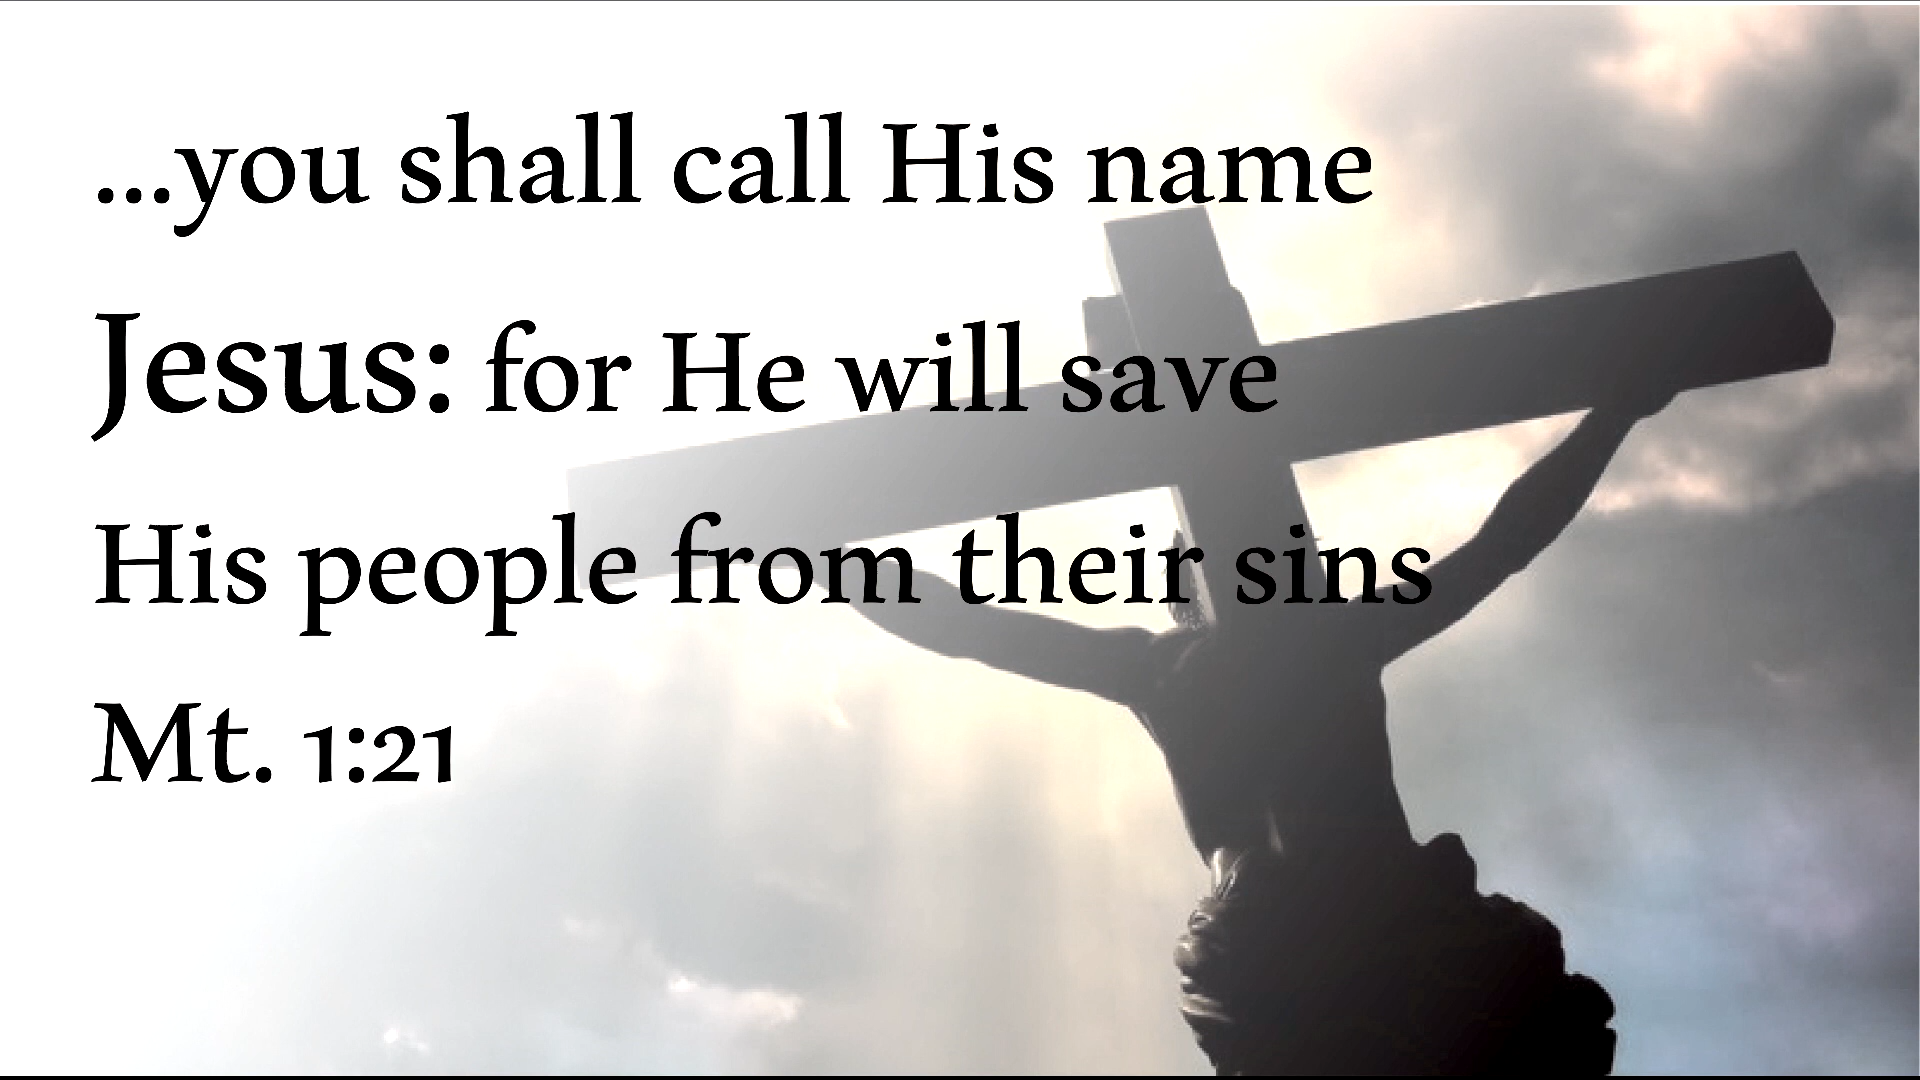 ...you shall call His name
Jesus: for He will save
His people from their sins
Mt. 1:21